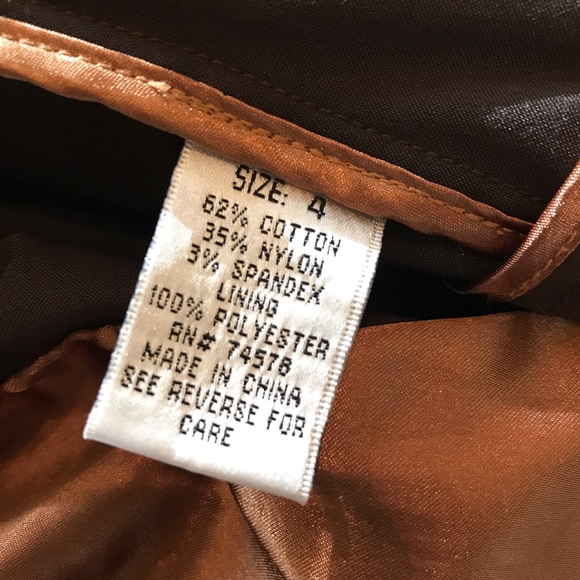 SIZE: 4
62% COTTON
35% NYLON
3% SPANDEX
LINING
100% POLYESTER
RN# 74576
MADE IN CHINA
SEE REVERSE FOR
CARE